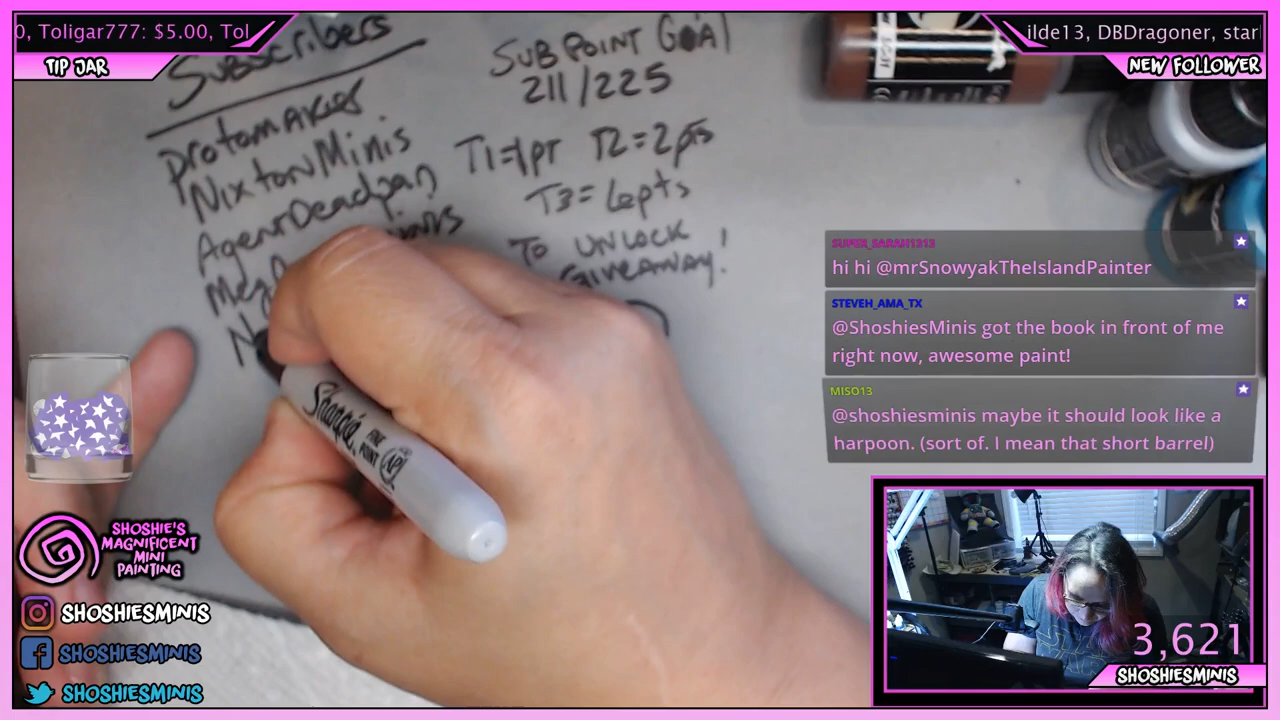 0, Toligar777: $5.00, Tol
TIP JAR
ilde13, DBDragoner, star
NEW FOLLOWER
Subscribers
protomAkes
NixtonMinis
AgentDeadpan
SUB POINT GOAl
211/225
T1=1pt T2=2pts
T3=6pts
To UNLOCK
GIVEAWAY!
Sharpie
FINE
POINT
AP
SUPER_SARAH1313
hi hi @mrSnowyakTheIslandPainter
STEVEH_AMA_TX
@ShoshiesMinis got the book in front of me
right now, awesome paint!
MISO13
@shoshiesminis maybe it should look like a
harpoon. (sort of. I mean that short barrel)
SHOSHIE'S
MAGNIFICENT
MINI
PAINTING
SHOSHIESMINIS
SHOSHIESMINIS
SHOSHIESMINIS
3,621
SHOSHIESMINIS